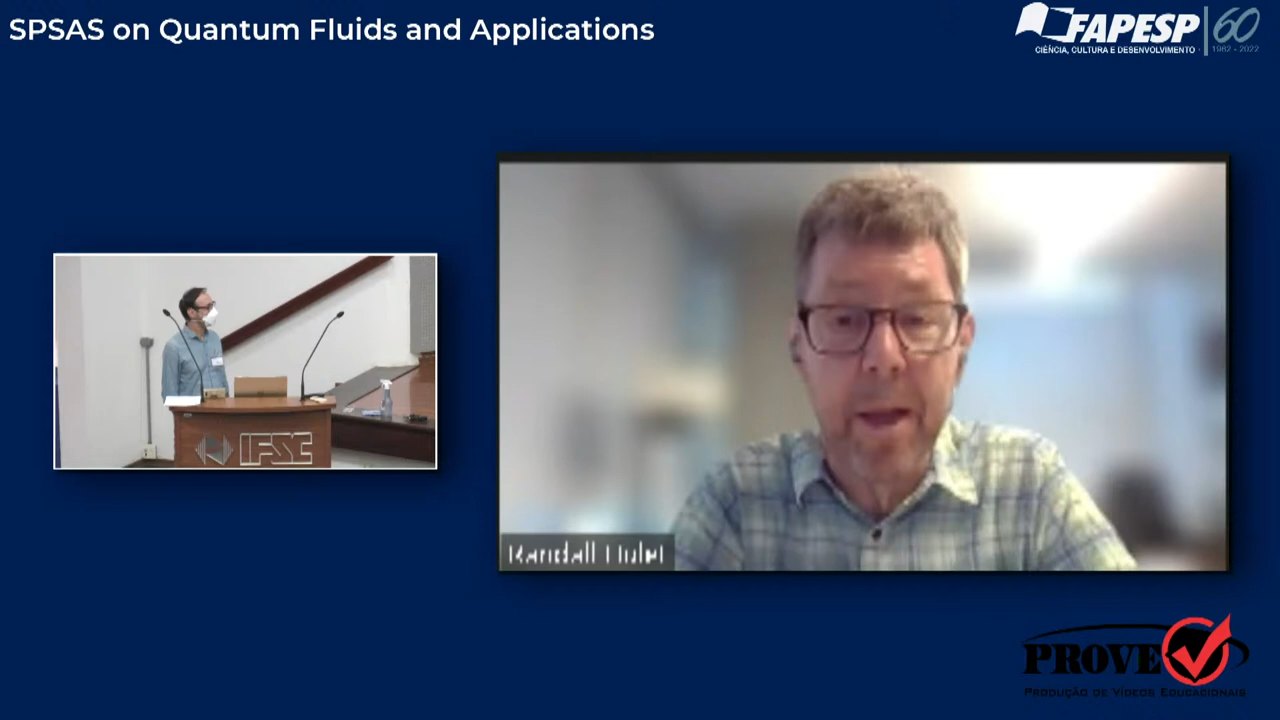 SPSAS on Quantum Fluids and Applications
FAPESP 60
CIÊNCIA, CULTURA E DESENVOLVIMENTO 1962 - 2022
IFSC
Randall Hulet
PROVE
PRODUÇÃO DE VÍDEOS EDUCACIONAIS